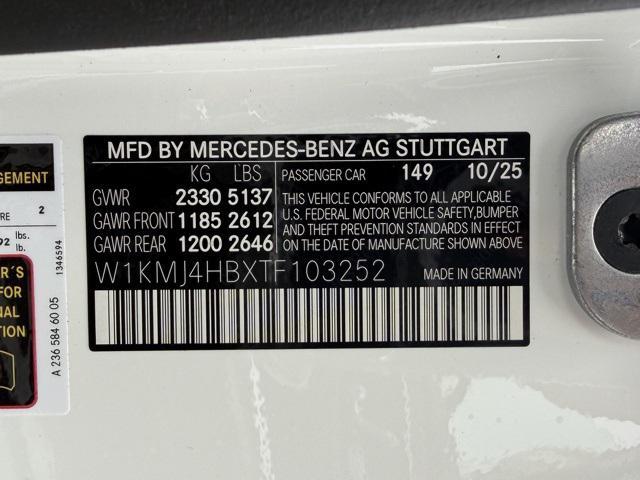 MFD BY MERCEDES-BENZ AG STUTTGART
KG LBS PASSENGER CAR 149 10/25
GWVR 2330 5137
GAWR FRONT 1185 2612
GAWR REAR 1200 2646
THIS VEHICLE CONFORMS TO ALL APPLICABLE
U.S. FEDERAL MOTOR VEHICLE SAFETY,BUMPER
AND THEFT PREVENTION STANDARDS IN EFFECT
ON THE DATE OF MANUFACTURE SHOWN ABOVE
W1KMJ4HBXTF103252 MADE IN GERMANY
2
lbs.
lb.
FOR
1346594
A 236 584 60 05